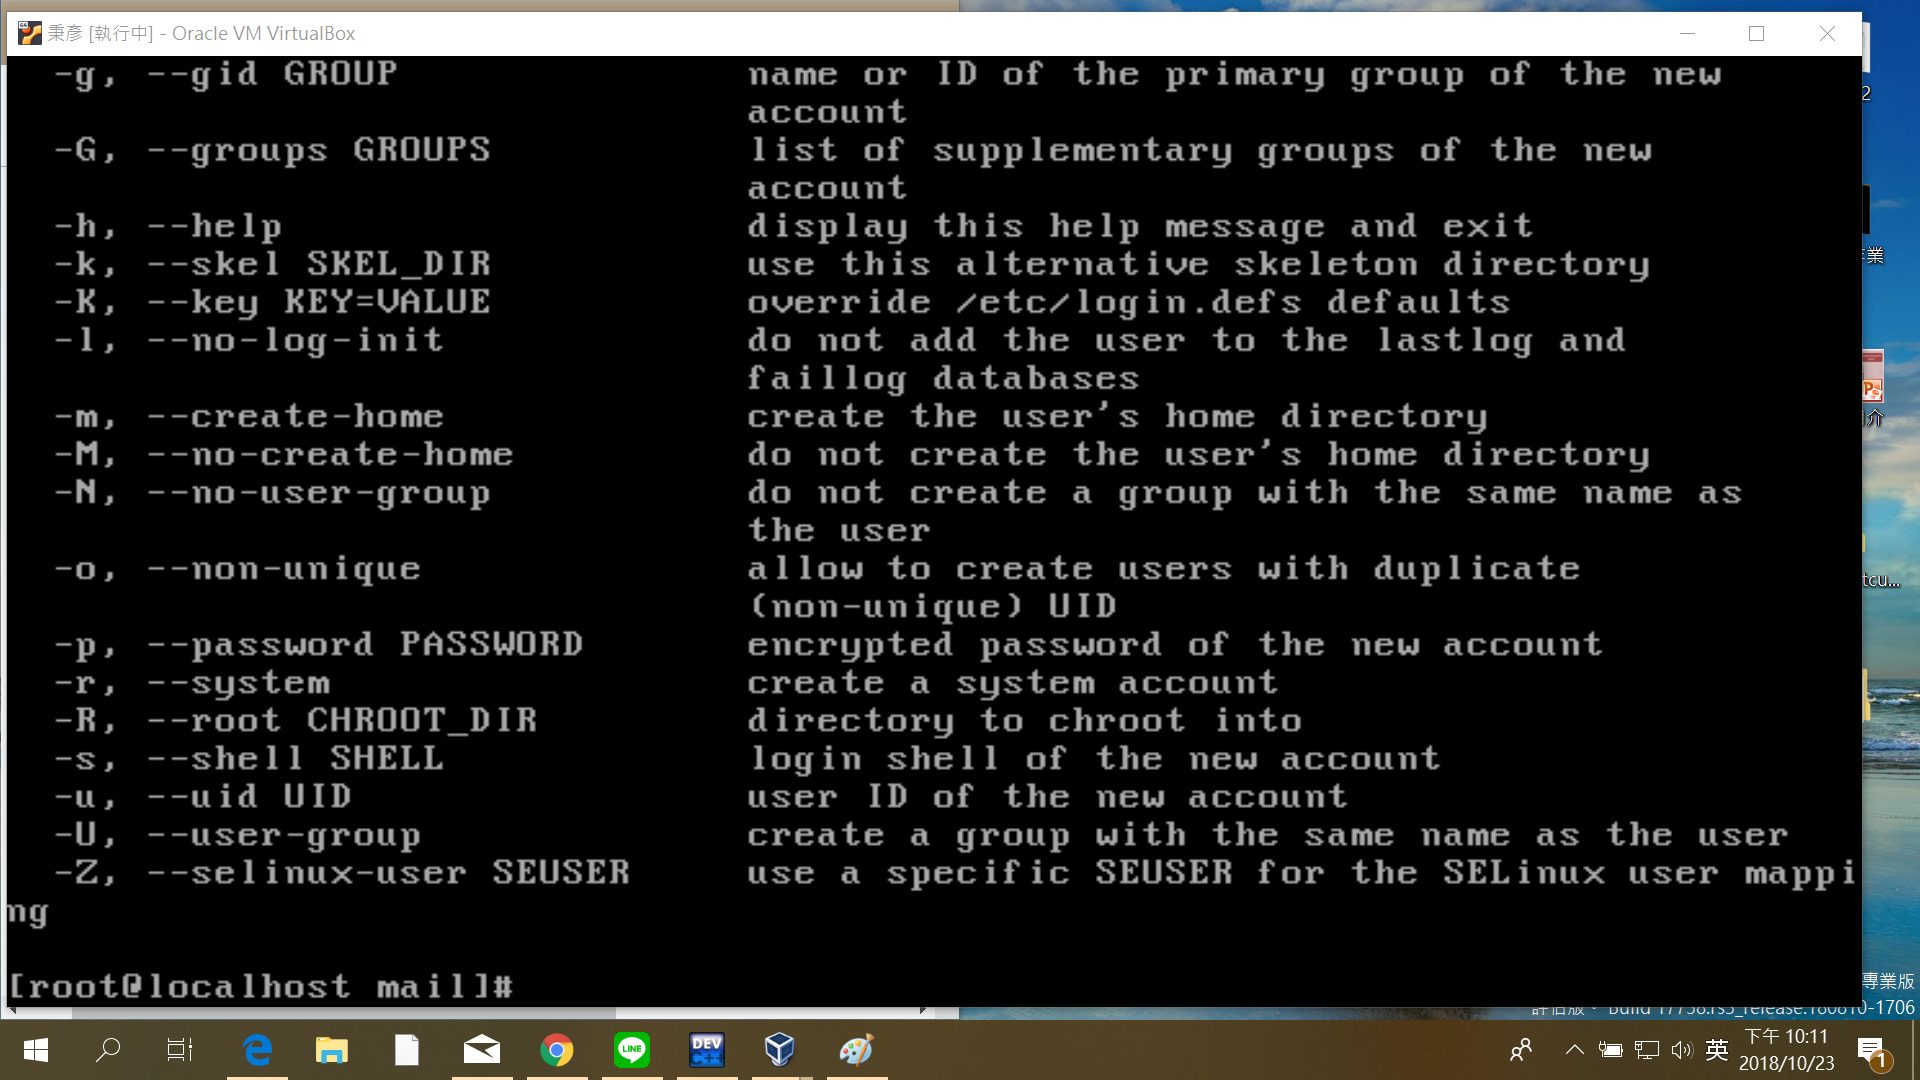 秉彥 [執行中] - Oracle VM VirtualBox
-g, --gid GROUP name or ID of the primary group of the new
account
-G, --groups GROUPS list of supplementary groups of the new
account
-h, --help display this help message and exit
-k, --skel SKEL_DIR use this alternative skeleton directory
-K, --key KEY=VALUE override /etc/login.defs defaults
-l, --no-log-init do not add the user to the lastlog and
faillog databases
-m, --create-home create the user's home directory
-M, --no-create-home do not create the user's home directory
-N, --no-user-group do not create a group with the same name as
the user
-o, --non-unique allow to create users with duplicate
(non-unique) UID
-p, --password PASSWORD encrypted password of the new account
-r, --system create a system account
-R, --root CHROOT_DIR directory to chroot into
-s, --shell SHELL login shell of the new account
-u, --uid UID user ID of the new account
-U, --user-group create a group with the same name as the user
-Z, --selinux-user SEUSER use a specific SEUSER for the SELinux user mappi
ng
[root@localhost mail]#
2
業
介
tcu...
專業版
評估版。 Build 17758.rs5_release.180810-1706
LINE
DEV
C++
英
下午 10:11
2018/10/23
1